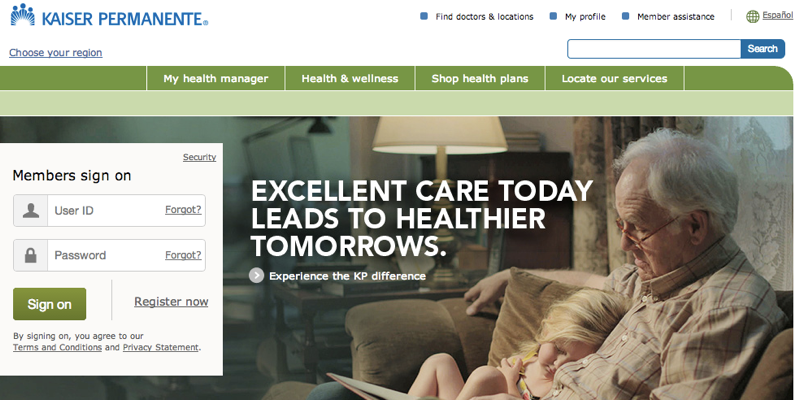 KAISER PERMANENTE®
Find doctors & locations
My profile
Member assistance
Español
Choose your region
Search
My health manager
Health & wellness
Shop health plans
Locate our services
Security
Members sign on
User ID
Forgot?
Password
Forgot?
Sign on
Register now
By signing on, you agree to our
Terms and Conditions and Privacy Statement.
EXCELLENT CARE TODAY
LEADS TO HEALTHIER
TOMORROWS.
Experience the KP difference